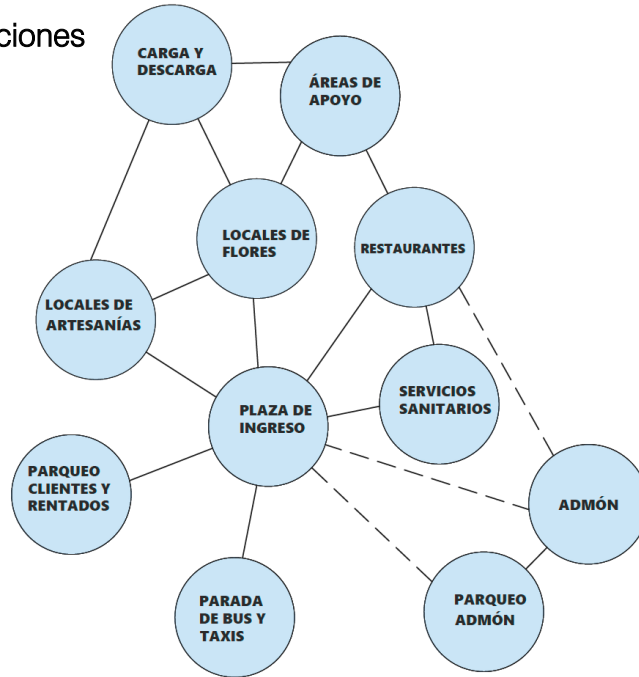 CARGA Y
DESCARGA
ÁREAS DE
APOYO
LOCALES DE
FLORES
RESTAURANTES
LOCALES DE
ARTESANÍAS
PLAZA DE
INGRESO
SERVICIOS
SANITARIOS
PARQUEO
CLIENTES Y
RENTADOS
ADMÓN
PARADA
DE BUS Y
TAXIS
PARQUEO
ADMÓN